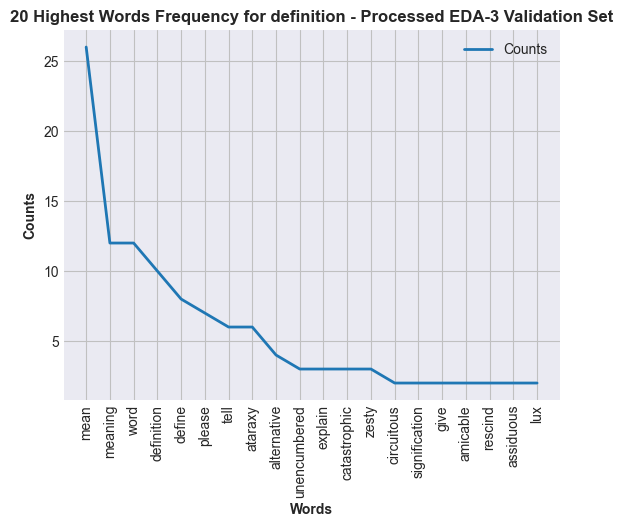 20 Highest Words Frequency for definition - Processed EDA-3 Validation Set
Counts
25
20
15
10
5
Counts
mean
meaning
word
definition
define
please
tell
ataraxy
alternative
unencumbered
explain
catastrophic
zesty
circuitous
signification
give
amicable
rescind
assiduous
lux
Words